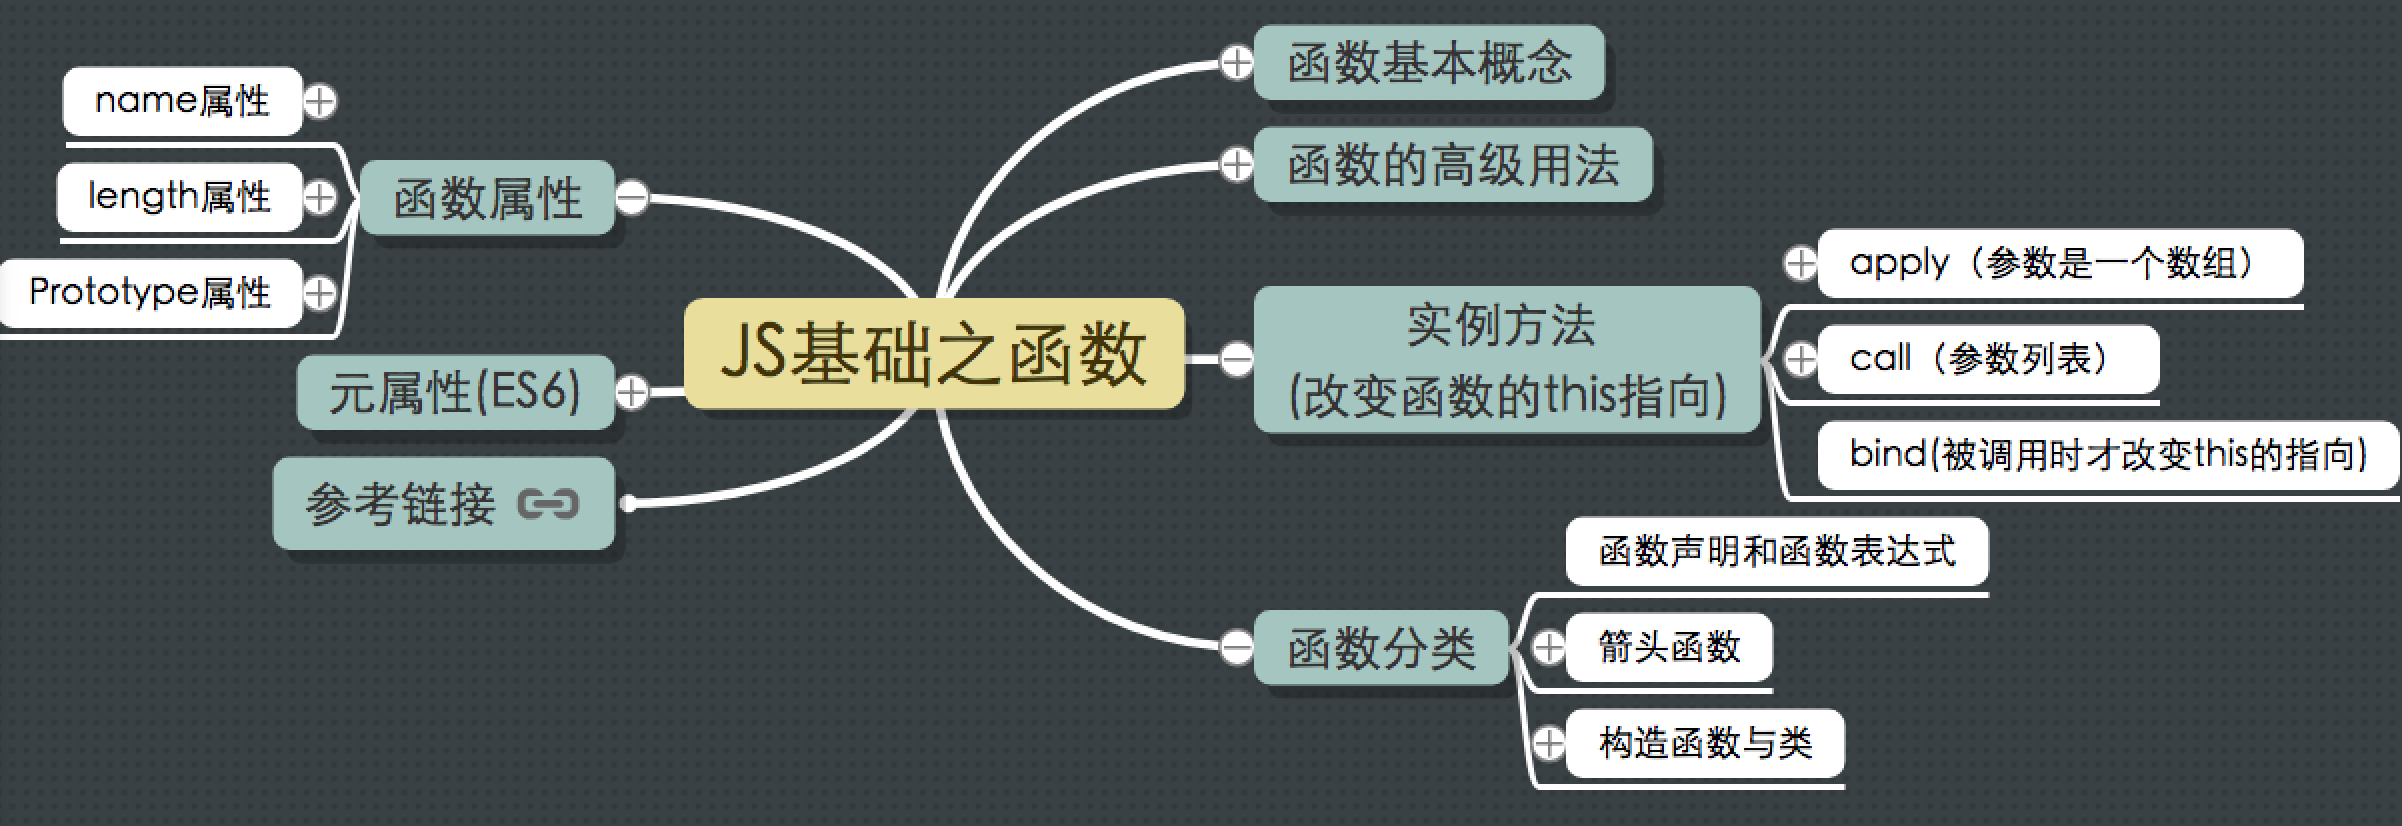 JS基础之函数
函数基本概念
函数的高级用法
实例方法
(改变函数的this指向)
apply（参数是一个数组）
call（参数列表）
bind(被调用时才改变this的指向)
函数分类
函数声明和函数表达式
箭头函数
构造函数与类
函数属性
name属性
length属性
Prototype属性
元属性(ES6)
参考链接